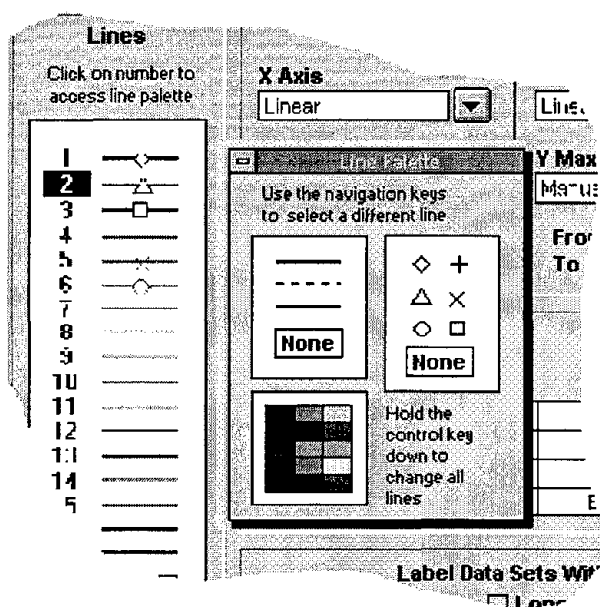 Lines
Click on number to
access line palette
1
2
3
4
5
6
7
8
9
10
11
12
13
14
X Axis
Linear
Line Palette
Use the navigation keys
to select a different line
None
None
Hold the
control key
down to
change all
lines
Y Max
To
Label Data Sets